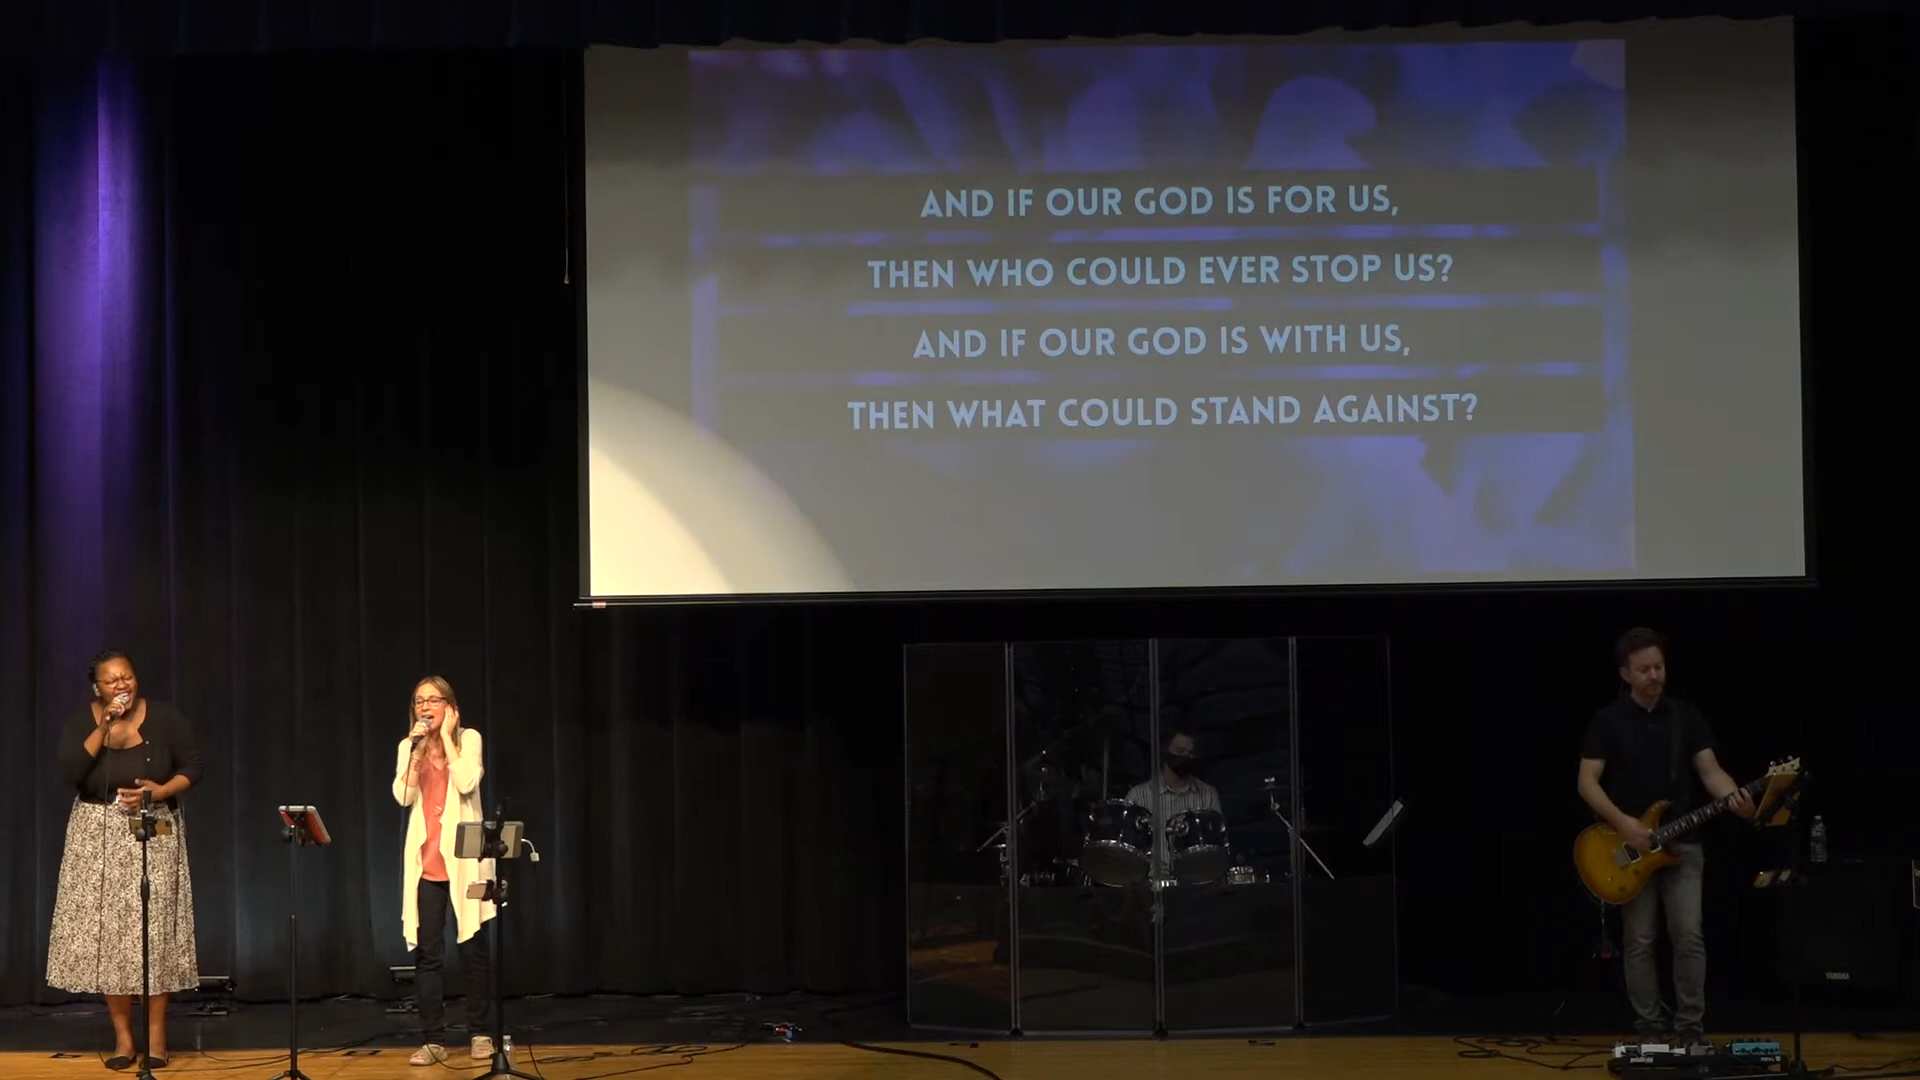 AND IF OUR GOD IS FOR US,
THEN WHO COULD EVER STOP US?
AND IF OUR GOD IS WITH US,
THEN WHAT COULD STAND AGAINST?
YAMAHA